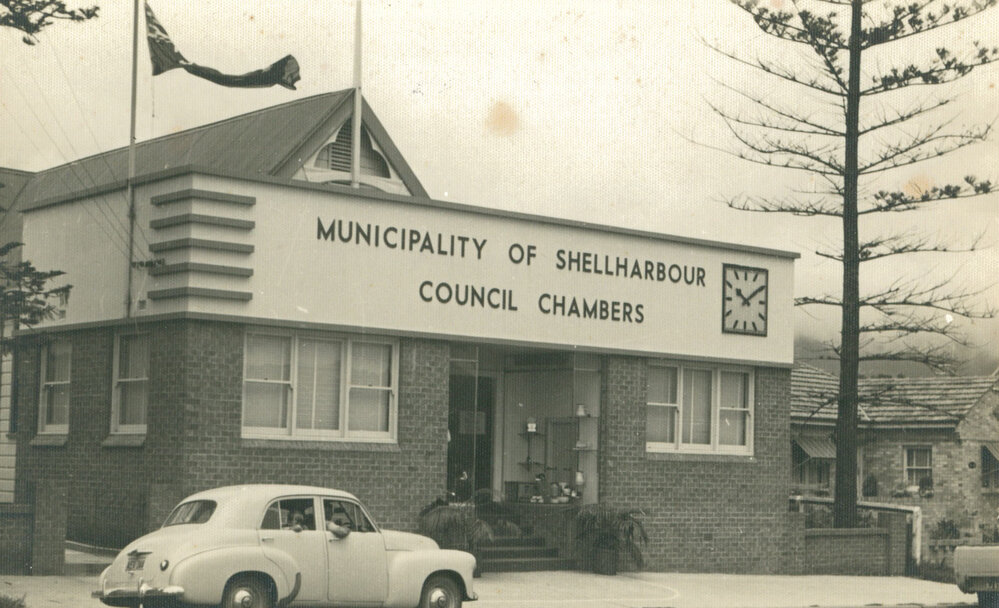 MUNICIPALITY OF SHELLHARBOUR
COUNCIL CHAMBERS